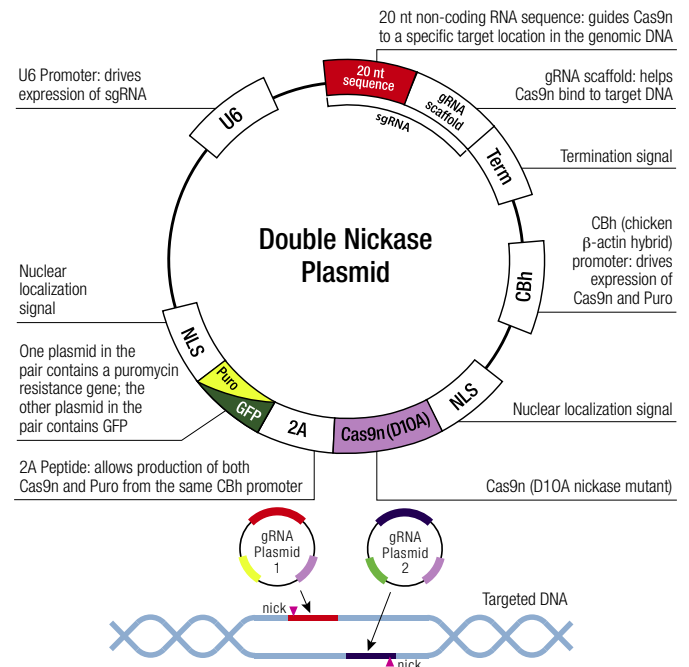 20 nt non-coding RNA sequence: guides Cas9n
to a specific target location in the genomic DNA
U6 Promoter: drives
expression of sgRNA
gRNA scaffold: helps
Cas9n bind to target DNA
20 nt
sequence
gRNA
scaffold
sgRNA
U6
Term
Termination signal
Double Nickase
Plasmid
CBh (chicken
β-actin hybrid)
promoter: drives
expression of
Cas9n and Puro
CBh
Nuclear
localization
signal
NLS
One plasmid in the
pair contains a puromycin
resistance gene; the
other plasmid in the
pair contains GFP
Puro
GFP
2A
Cas9n (D10A)
NLS
Nuclear localization signal
2A Peptide: allows production of both
Cas9n and Puro from the same CBh promoter
Cas9n (D10A nickase mutant)
gRNA
Plasmid
1
gRNA
Plasmid
2
nick
Targeted DNA
nick